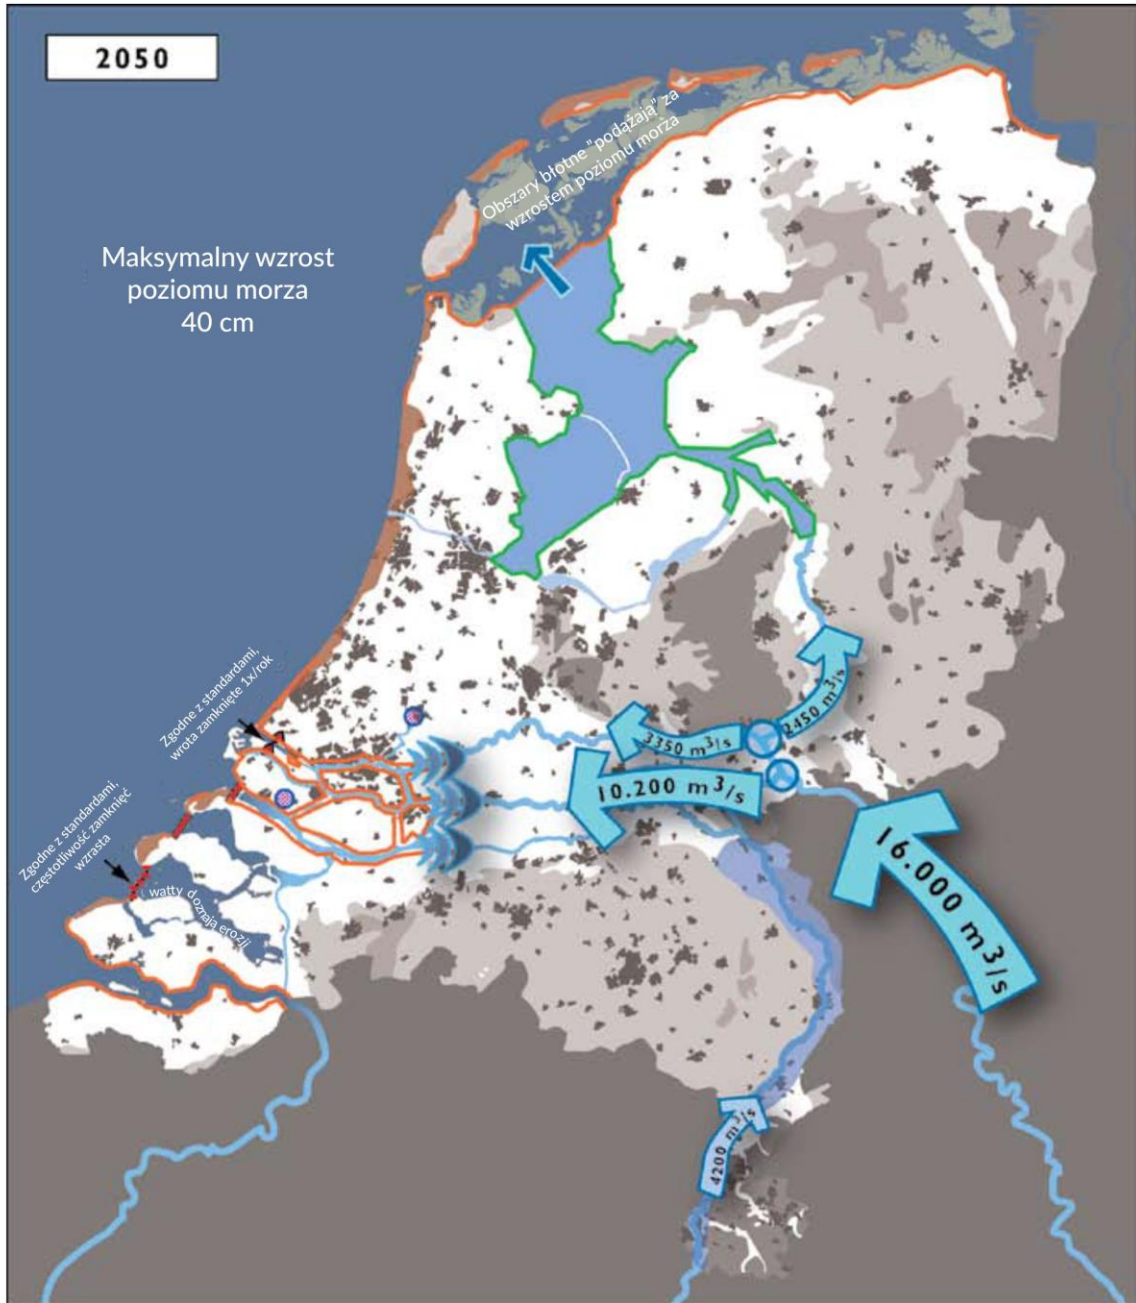 2050
Obszary błotne "podążają" za
wzrostem poziomu morza
Maksymalny wzrost
poziomu morza
40 cm
Zgodne z standardami,
wrota zamknięte 1x/rok
2450 m³/s
3350 m³/s
10.200 m³/s
16.000 m³/s
Zgodne z standardami,
częstotliwość zamknięć
wzrasta
watty doznają erozji
4200 m³/s